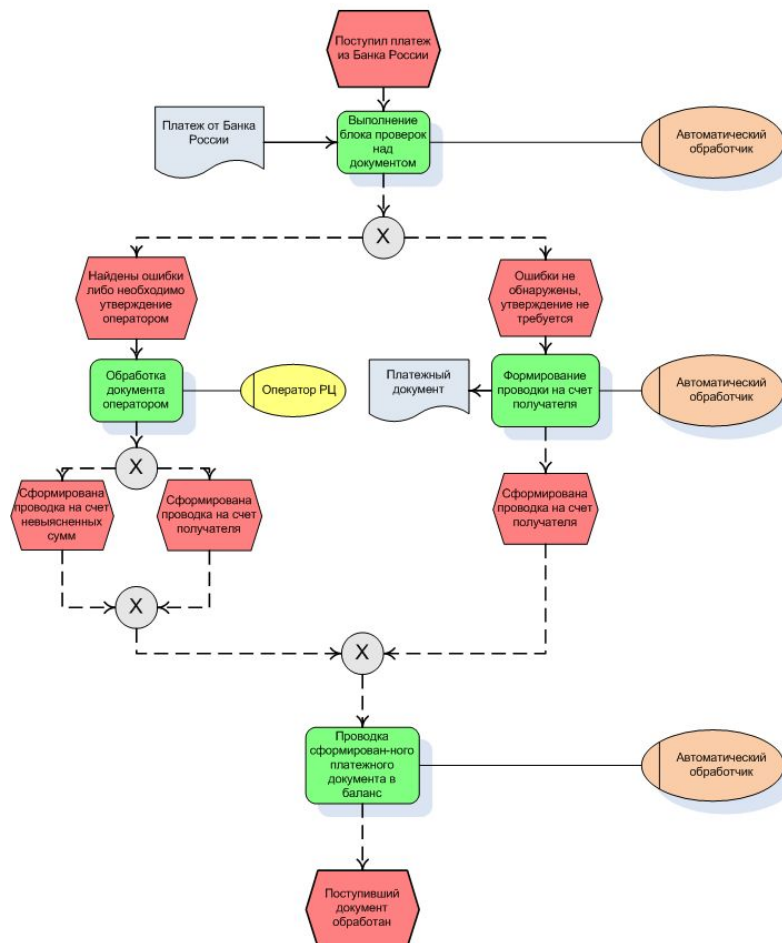 Поступил платеж
из Банка России
Платеж от Банка
России
Выполнение
блока проверок
над
документом
Автоматический
обработчик
X
Найдены ошибки
либо необходимо
утверждение
оператором
Ошибки не
обнаружены,
утверждение не
требуется
Обработка
документа
оператором
Оператор РЦ
Платежный
документ
Формирование
проводки на счет
получателя
Автоматический
обработчик
X
Сформирована
проводка на счет
невыясненных
сумм
Сформирована
проводка на счет
получателя
Сформирована
проводка на счет
получателя
X
X
Проводка
сформирован-ного
платежного
документа в
баланс
Автоматический
обработчик
Поступивший
документ
обработан